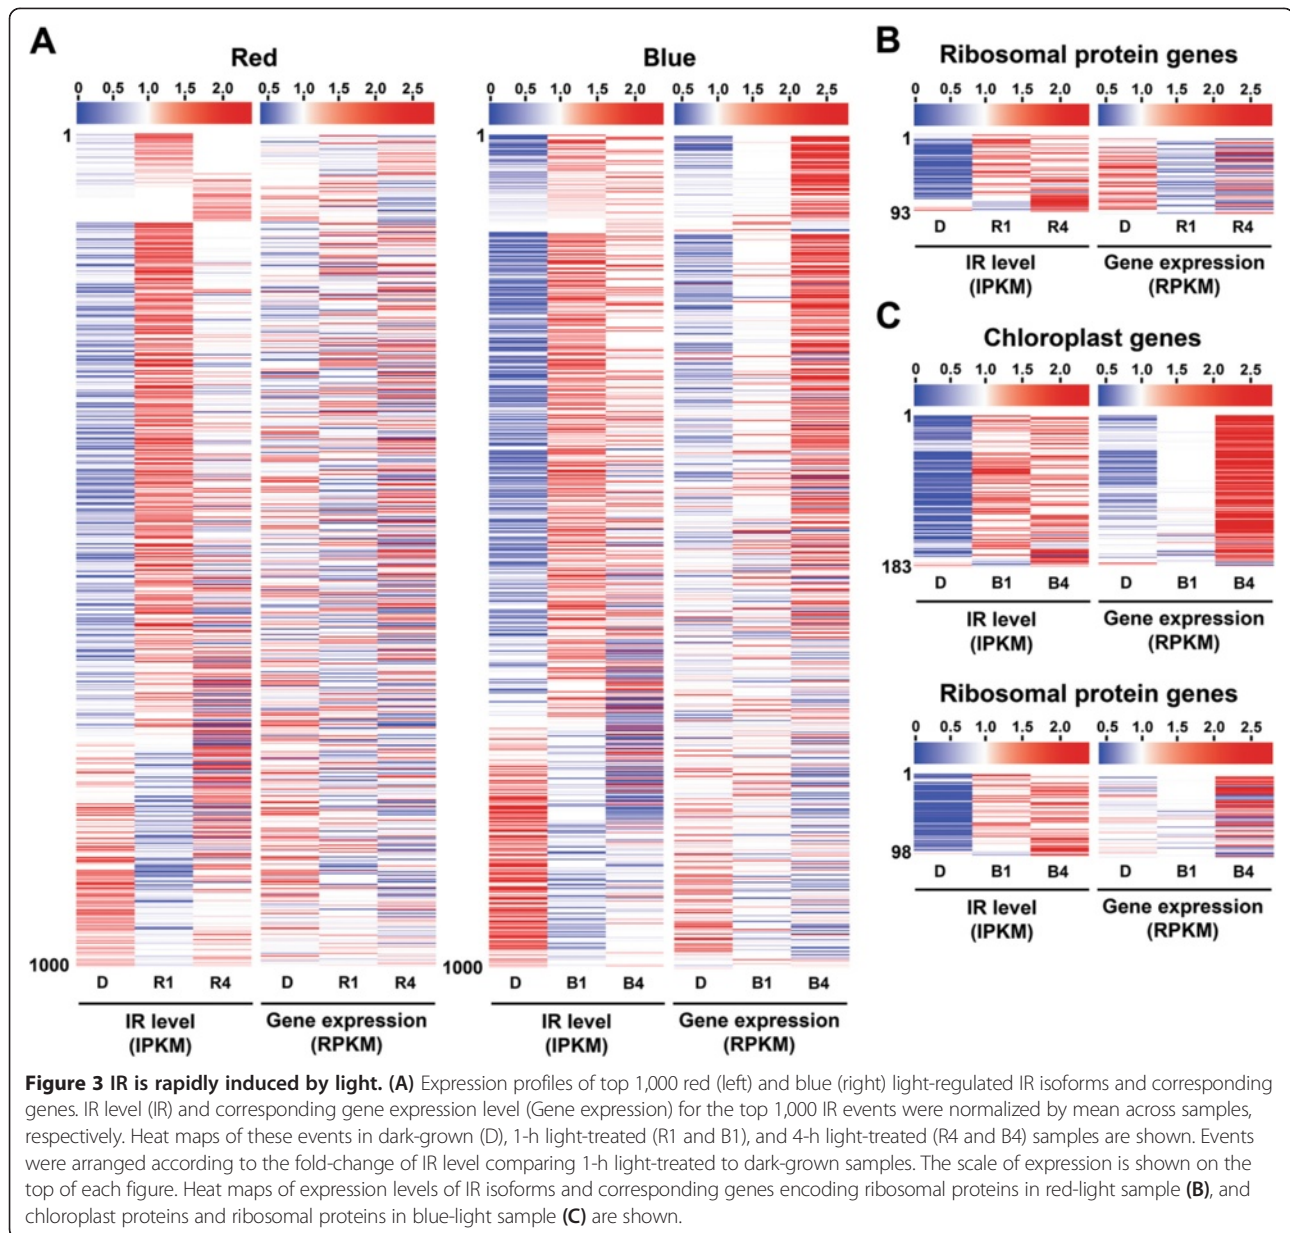 A
Red
0 0.5 1.0 1.5 2.0
0.5 1.0 1.5 2.0 2.5
1
1000
D R1 R4
D R1 R4
IR level
(IPKM)
Gene expression
(RPKM)
Blue
0 0.5 1.0 1.5 2.0
0.5 1.0 1.5 2.0 2.5
1
1000
D B1 B4
D B1 B4
IR level
(IPKM)
Gene expression
(RPKM)
B
Ribosomal protein genes
0 0.5 1.0 1.5 2.0
0.5 1.0 1.5 2.0 2.5
1
93
D R1 R4
D R1 R4
IR level
(IPKM)
Gene expression
(RPKM)
C
Chloroplast genes
0 0.5 1.0 1.5 2.0
0.5 1.0 1.5 2.0 2.5
1
183
D B1 B4
D B1 B4
IR level
(IPKM)
Gene expression
(RPKM)
Ribosomal protein genes
0 0.5 1.0 1.5 2.0
0.5 1.0 1.5 2.0 2.5
1
98
D B1 B4
D B1 B4
IR level
(IPKM)
Gene expression
(RPKM)
Figure 3 IR is rapidly induced by light. (A) Expression profiles of top 1,000 red (left) and blue (right) light-regulated IR isoforms and corresponding
genes. IR level (IR) and corresponding gene expression level (Gene expression) for the top 1,000 IR events were normalized by mean across samples,
respectively. Heat maps of these events in dark-grown (D), 1-h light-treated (R1 and B1), and 4-h light-treated (R4 and B4) samples are shown. Events
were arranged according to the fold-change of IR level comparing 1-h light-treated to dark-grown samples. The scale of expression is shown on the
top of each figure. Heat maps of expression levels of IR isoforms and corresponding genes encoding ribosomal proteins in red-light sample (B), and
chloroplast proteins and ribosomal proteins in blue-light sample (C) are shown.